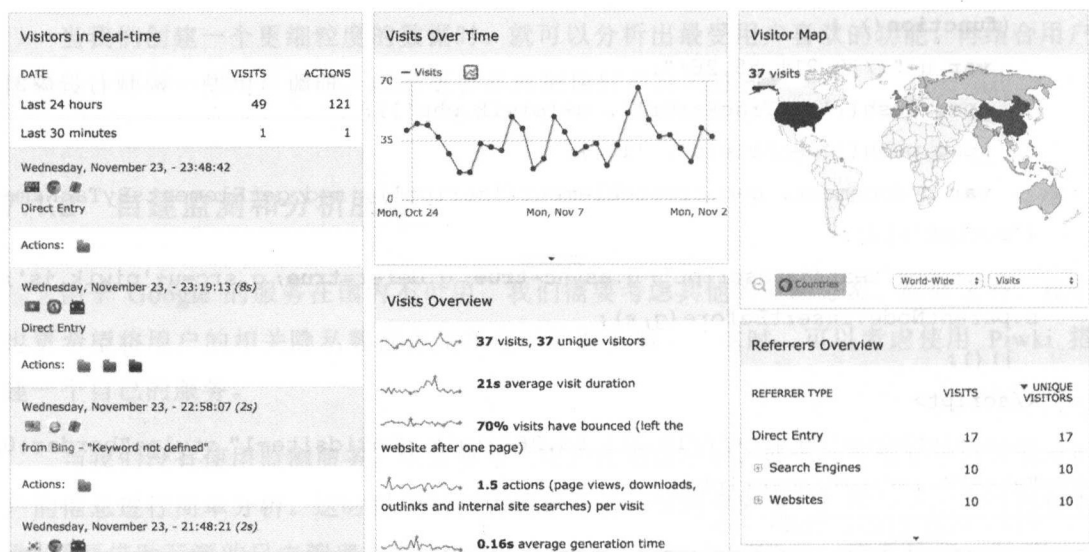 Visitors in Real-time
DATE VISITS ACTIONS
Last 24 hours 49 121
Last 30 minutes 1 1
Wednesday, November 23, - 23:48:42
Direct Entry
Actions:
Wednesday, November 23, - 23:19:13 (8s)
Direct Entry
Actions:
Wednesday, November 23, - 22:58:07 (2s)
from Bing - "Keyword not defined"
Actions:
Wednesday, November 23, - 21:48:21 (2s)
Visits Over Time
Visits
70
35
0
Mon, Oct 24 Mon, Nov 7 Mon, Nov 2
Visits Overview
37 visits, 37 unique visitors
21s average visit duration
70% visits have bounced (left the
website after one page)
1.5 actions (page views, downloads,
outlinks and internal site searches) per visit
0.16s average generation time
Visitor Map
37 visits
Countries World-Wide Visits
Referrers Overview
REFERRER TYPE VISITS UNIQUE
VISITORS
Direct Entry 17 17
Search Engines 10 10
Websites 10 10